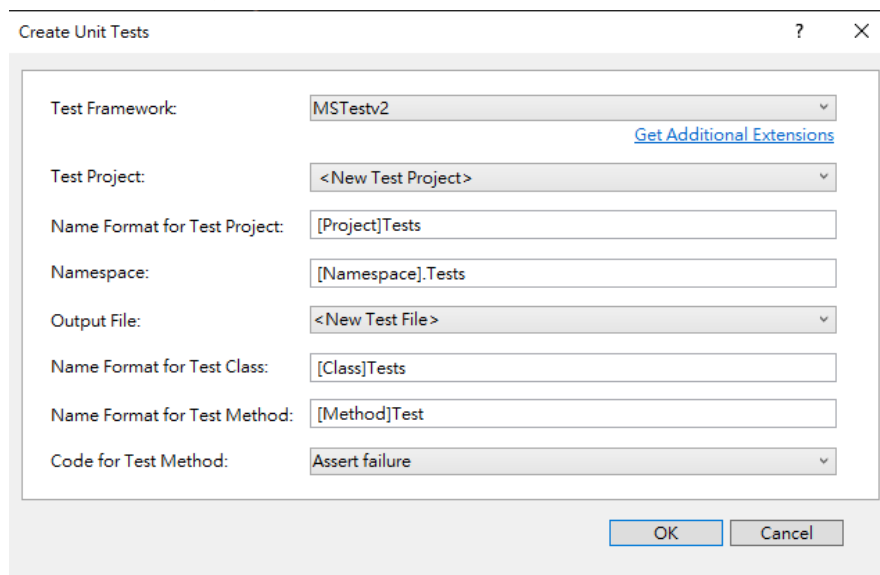 Create Unit Tests ?
Test Framework: MSTestv2
Get Additional Extensions
Test Project: <New Test Project>
Name Format for Test Project: [Project]Tests
Namespace: [Namespace].Tests
Output File: <New Test File>
Name Format for Test Class: [Class]Tests
Name Format for Test Method: [Method]Test
Code for Test Method: Assert failure
OK Cancel